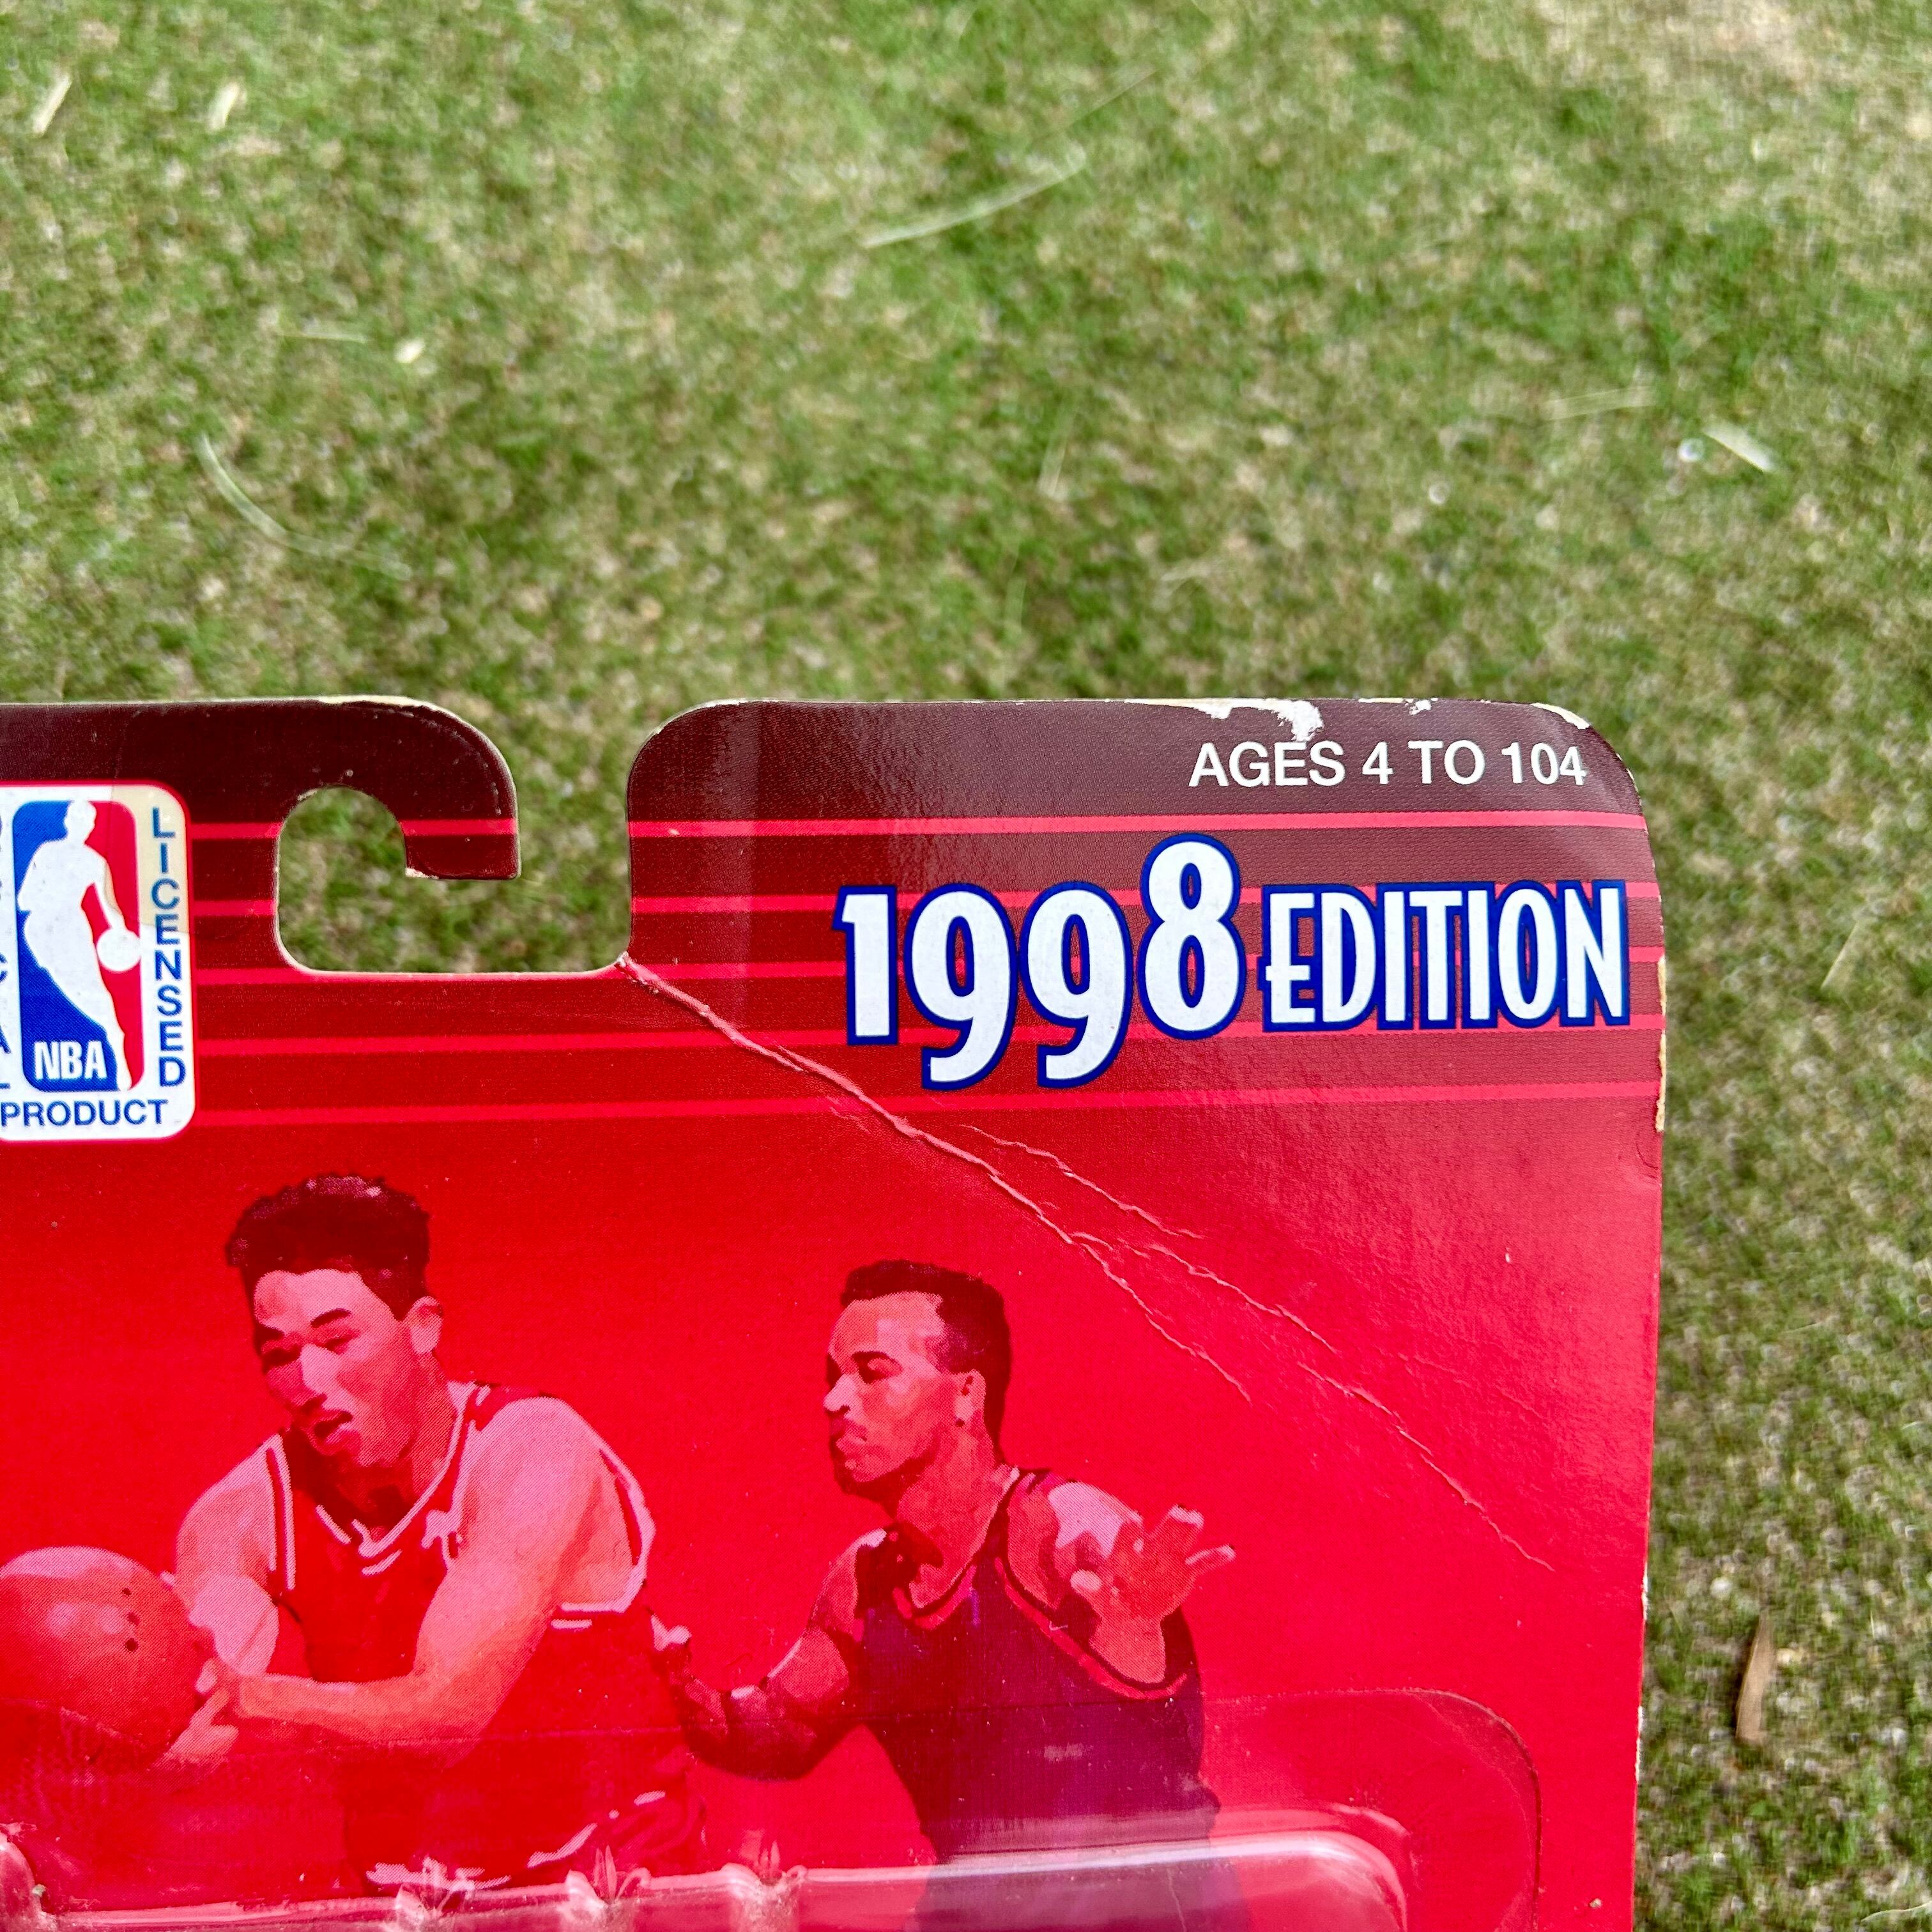 AGES 4 TO 104
1998 EDITION
LICENSED
NBA
PRODUCT